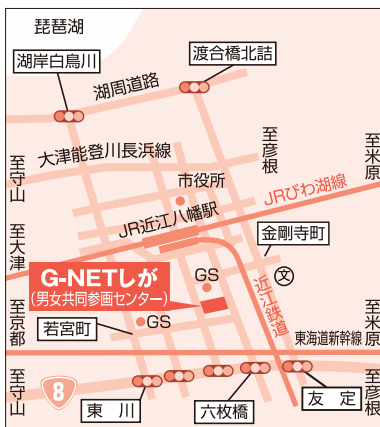 琵琶湖
湖岸白鳥川
渡合橋北詰
湖周道路
大津能登川長浜線
至守山
至彦根
至米原
市役所
JRびわ湖線
JR近江八幡駅
至大津
金剛寺町
G-NETしが
(男女共同参画センター)
GS
文
近江鉄道
至京都
若宮町
GS
東海道新幹線
至米原
至守山
8
東川
六枚橋
友定
至彦根